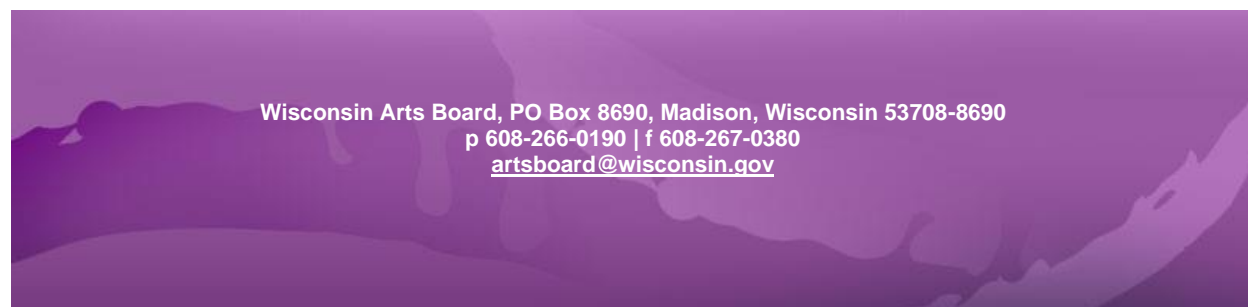 Wisconsin Arts Board, PO Box 8690, Madison, Wisconsin 53708-8690
p 608-266-0190 | f 608-267-0380
artsboard@wisconsin.gov